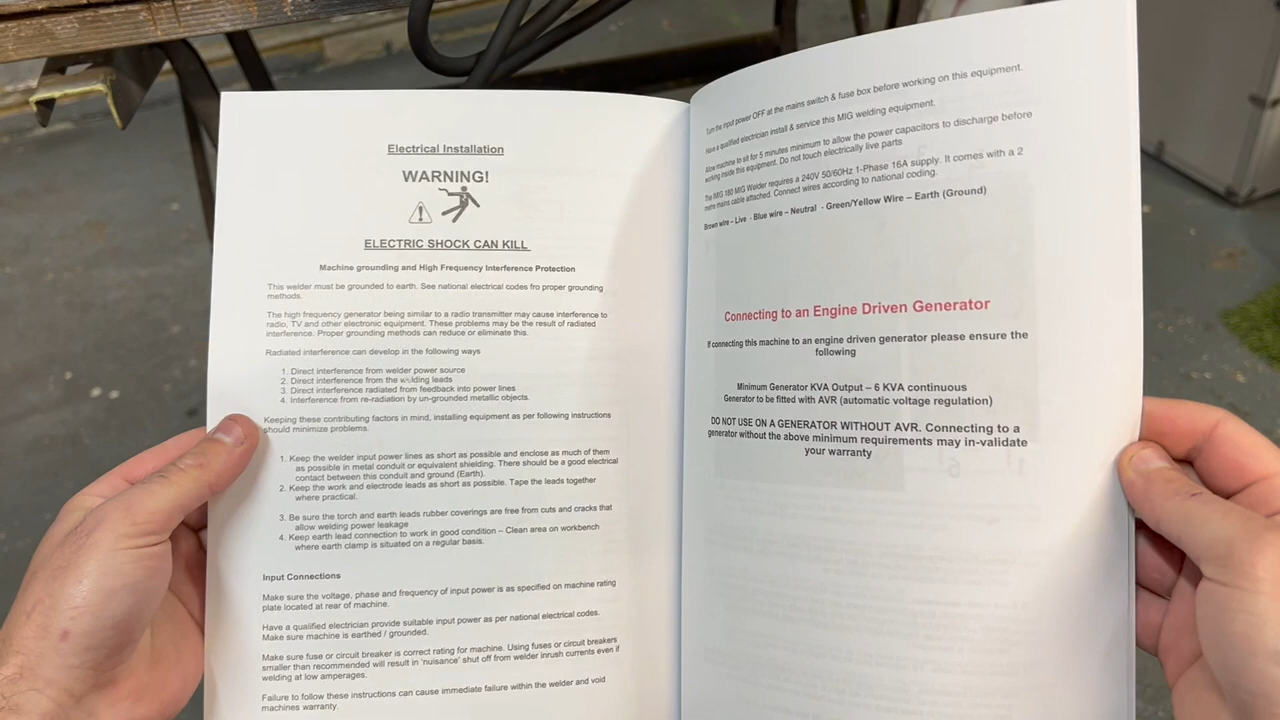 Electrical Installation
WARNING!
ELECTRIC SHOCK CAN KILL
Machine grounding and High Frequency Interference Protection
This welder must be grounded to earth. See national electrical codes fro proper grounding
methods.
The high frequency generator being similar to a radio transmitter may cause interference to
radio, TV and other electronic equipment. These problems may be the result of radiated
interference. Proper grounding methods can reduce or eliminate this.
Radiated interference can develop in the following ways
1. Direct interference from welder power source
2. Direct interference from the welding leads
3. Direct interference radiated from feedback into power lines
4. Interference from re-radiation by un-grounded metallic objects.
Keeping these contributing factors in mind, installing equipment as per following instructions
should minimize problems.
1. Keep the welder input power lines as short as possible and enclose as much of them
as possible in metal conduit or equivalent shielding. There should be a good electrical
contact between this conduit and ground (Earth).
2. Keep the work and electrode leads as short as possible. Tape the leads together
where practical.
3. Be sure the torch and earth leads rubber coverings are free from cuts and cracks that
allow welding power leakage
4. Keep earth lead connection to work in good condition – Clean area on workbench
where earth clamp is situated on a regular basis.
Input Connections
Make sure the voltage, phase and frequency of input power is as specified on machine rating
plate located at rear of machine.
Have a qualified electrician provide suitable input power as per national electrical codes.
Make sure machine is earthed / grounded.
Make sure fuse or circuit breaker is correct rating for machine. Using fuses or circuit breakers
smaller than recommended will result in 'nuisance' shut off from welder inrush currents even if
welding at low amperages.
Failure to follow these instructions can cause immediate failure within the welder and void
machines warranty.
Turn the input power OFF at the mains switch & fuse box before working on this equipment.
Have a qualified electrician install & service this MIG welding equipment.
Allow machine to sit for 5 minutes minimum to allow the power capacitors to discharge before
working inside this equipment. Do not touch electrically live parts
The MIG 180 MIG Welder requires a 240V 50/60Hz 1-Phase 16A supply. It comes with a 2
metre mains cable attached. Connect wires according to national coding.
Brown wire – Live - Blue wire – Neutral - Green/Yellow Wire – Earth (Ground)
Connecting to an Engine Driven Generator
If connecting this machine to an engine driven generator please ensure the
following
Minimum Generator KVA Output – 6 KVA continuous
Generator to be fitted with AVR (automatic voltage regulation)
DO NOT USE ON A GENERATOR WITHOUT AVR. Connecting to a
generator without the above minimum requirements may in-validate
your warranty